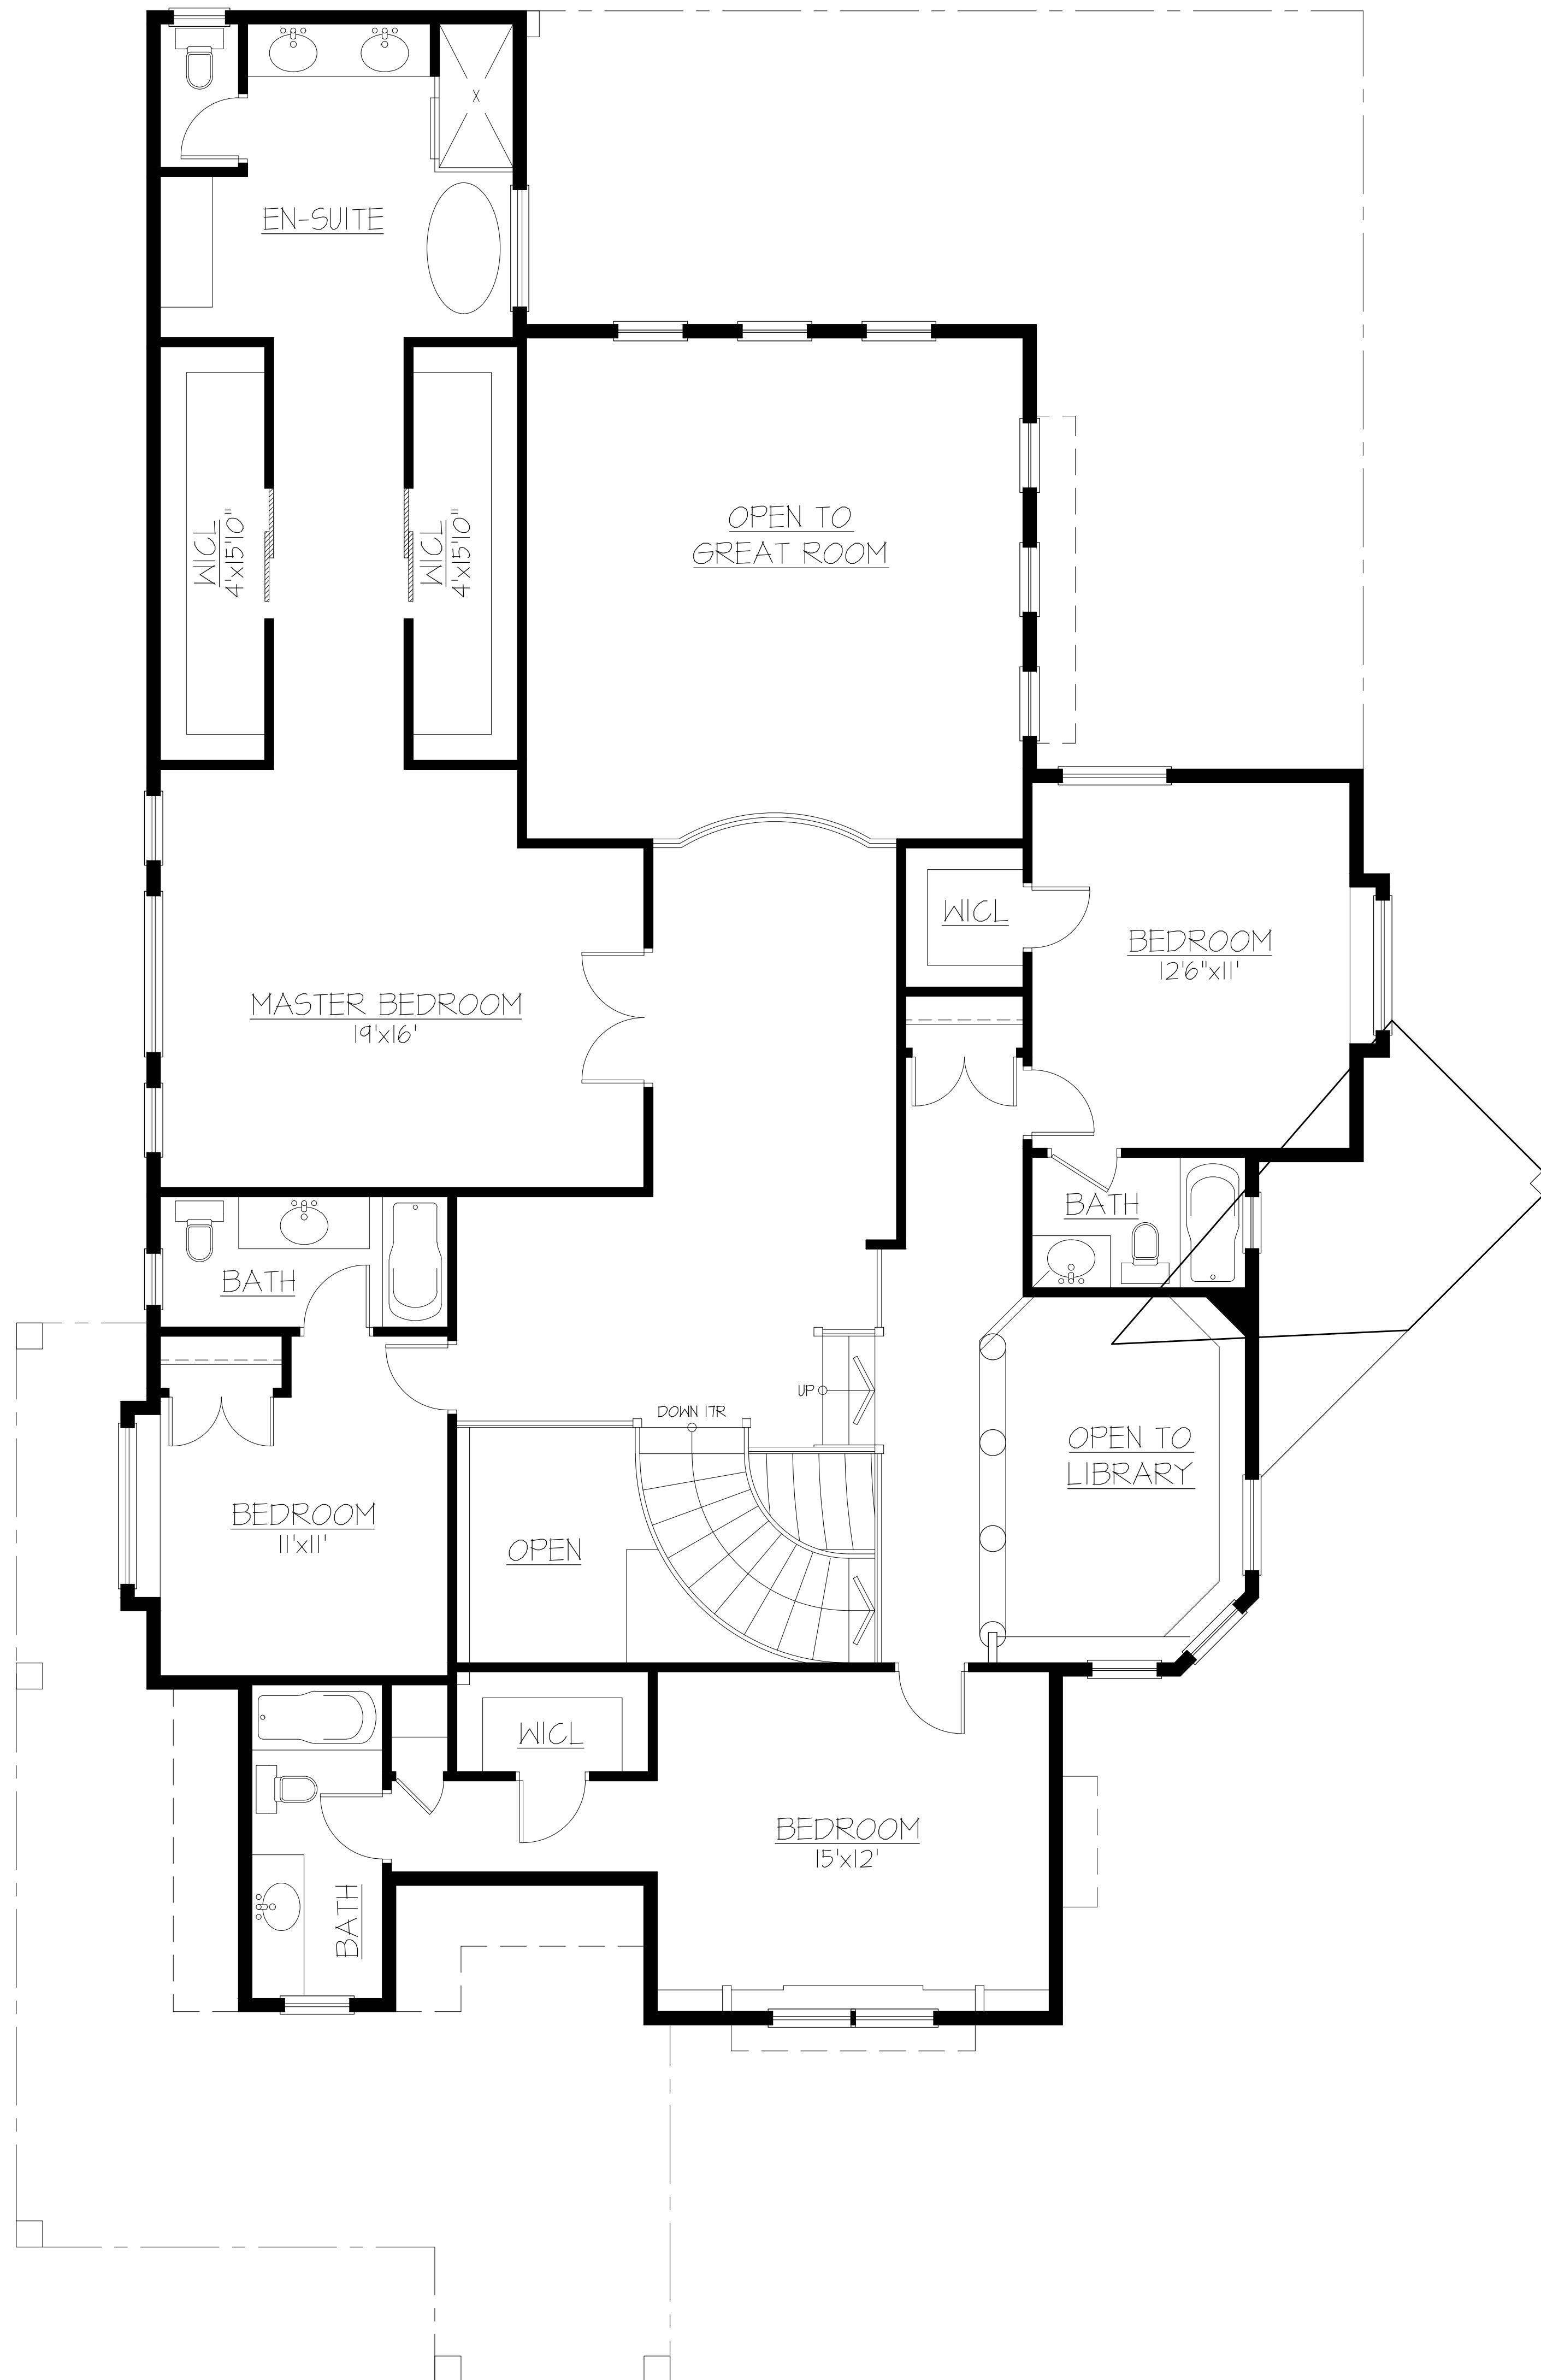 EN-SUITE
WICL
4'x15'10"
WICL
4'x15'10"
OPEN TO
GREAT ROOM
WICL
BEDROOM
12'6"x11'
MASTER BEDROOM
19'x16'
BATH
BATH
UP
DOWN 17R
OPEN TO
LIBRARY
BEDROOM
11'x11'
OPEN
WICL
BEDROOM
15'x12'
BATH